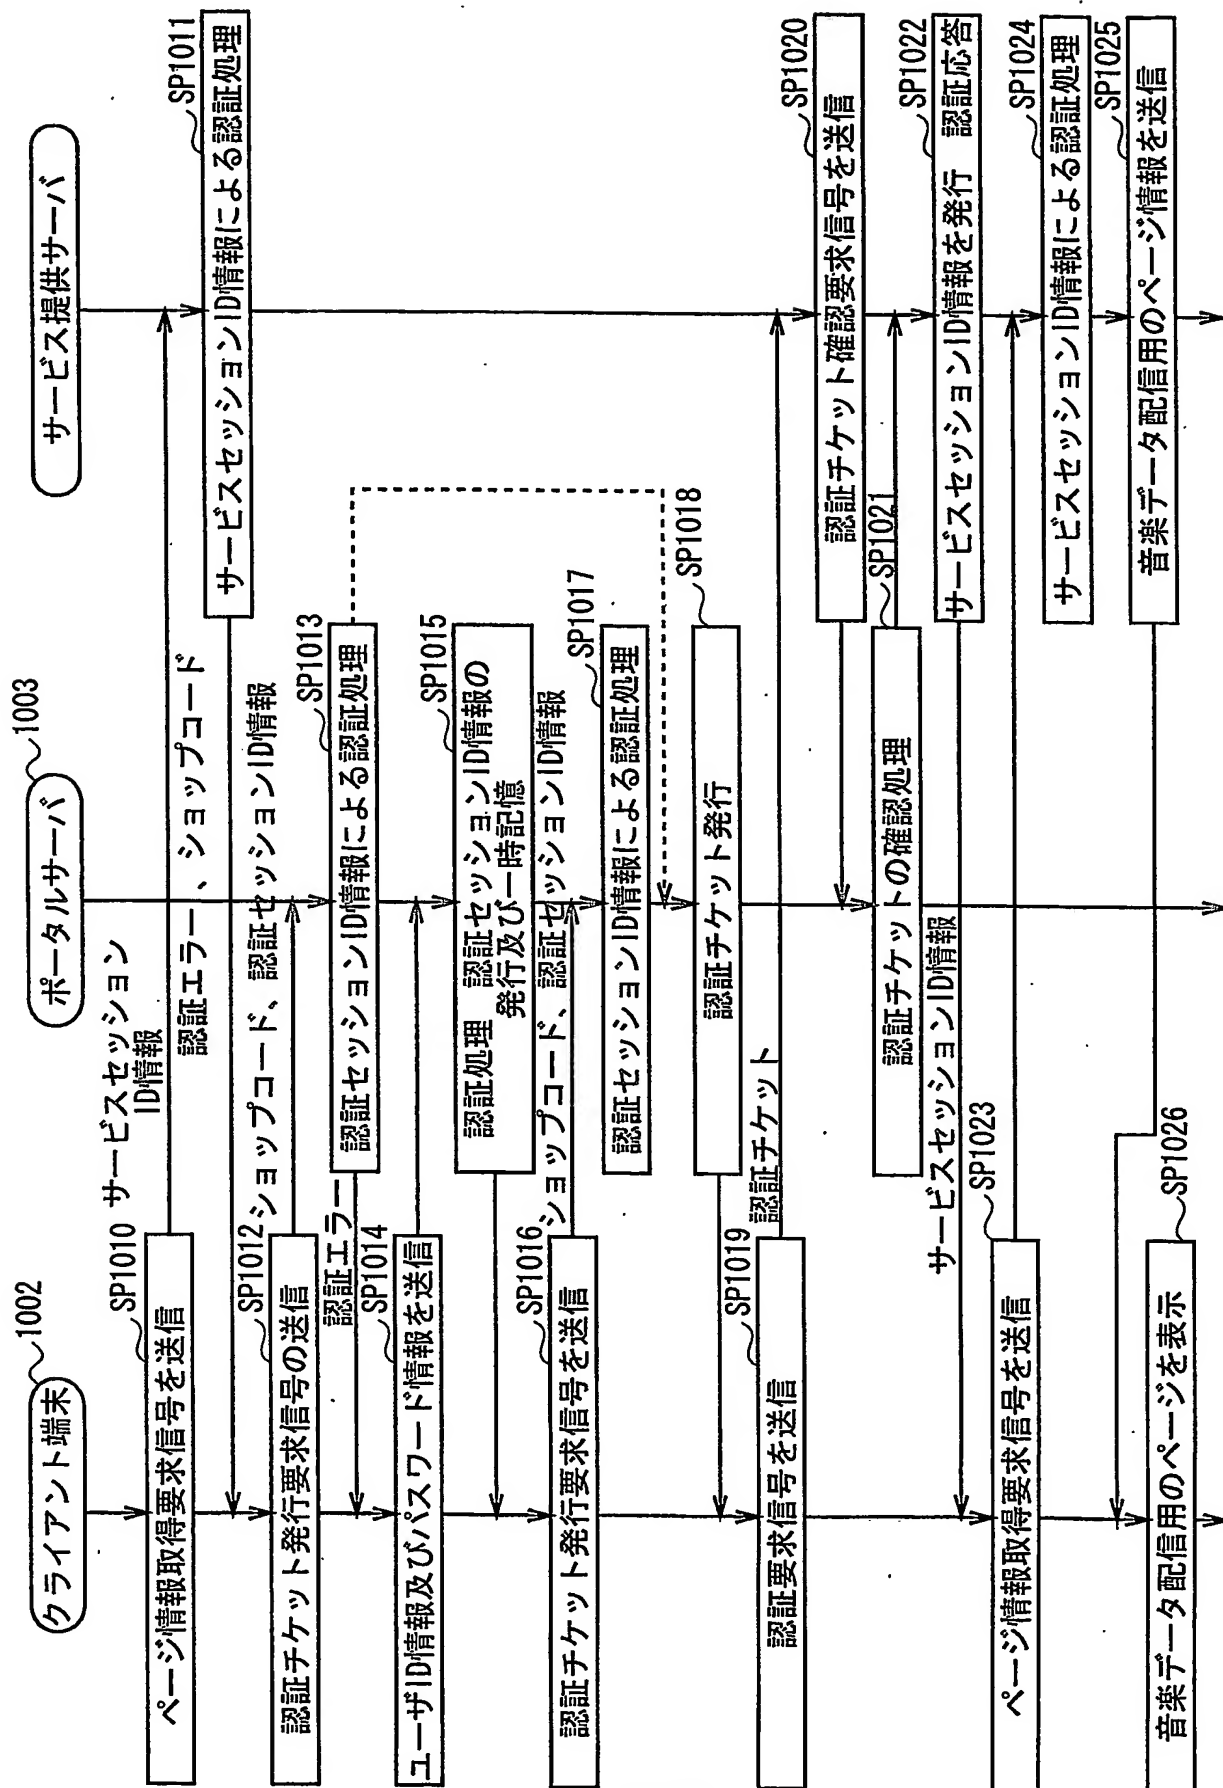 クライアント端末
1002
ポータルサーバ
1003
サービス提供サーバ
SP1010
ページ情報取得要求信号を送信
サービスセッション
ID情報
SP1011
サービスセッションID情報による認証処理
認証エラー、ショップコード
SP1012
認証チケット発行要求信号の送信
ショップコード、認証セッションID情報
SP1013
認証セッションID情報による認証処理
認証エラー
SP1014
ユーザID情報及びパスワード情報を送信
SP1015
認証処理 認証セッションID情報の
発行及び一時記憶
SP1016
認証チケット発行要求信号を送信
ショップコード、認証セッションID情報
SP1017
認証セッションID情報による認証処理
SP1018
認証チケット発行
SP1019
認証要求信号を送信
認証チケット
SP1020
認証チケット確認要求信号を送信
SP1021
認証チケットの確認処理
SP1022
サービスセッションID情報を発行 認証応答
サービスセッションID情報
SP1023
ページ情報取得要求信号を送信
SP1024
サービスセッションID情報による認証処理
SP1025
音楽データ配信用のページ情報を送信
SP1026
音楽データ配信用のページを表示